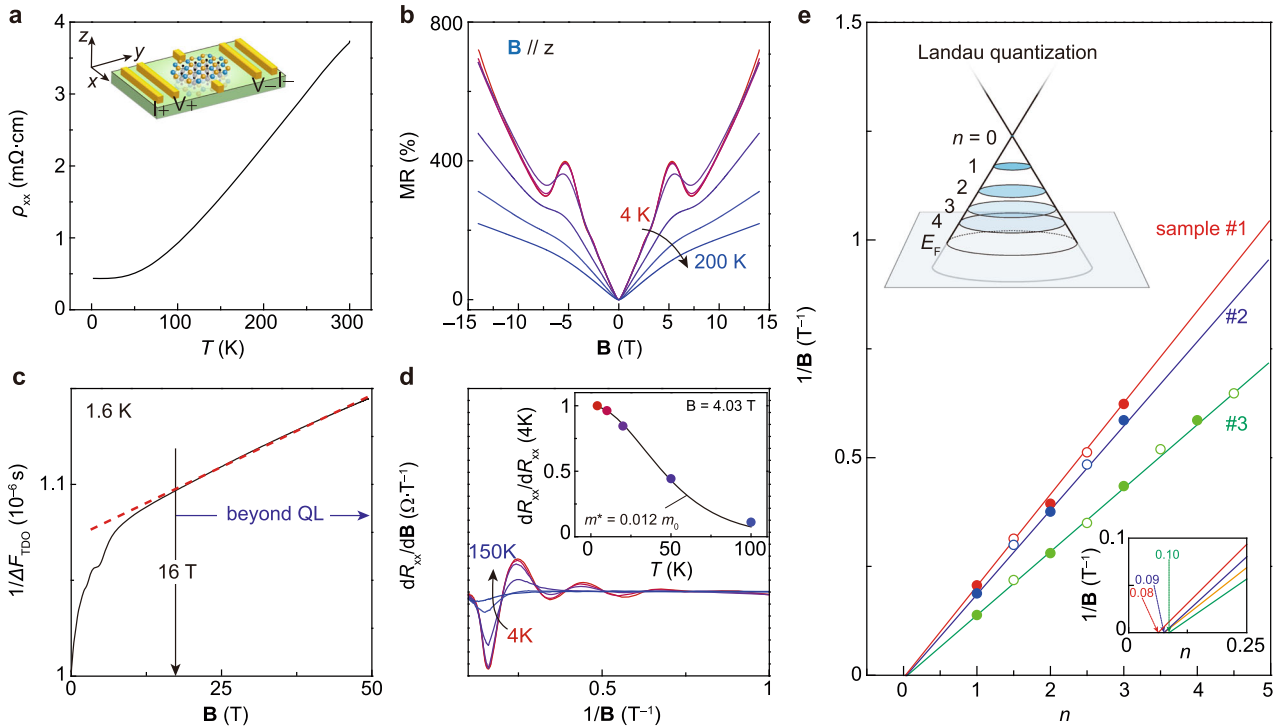 a
z
y
x
I+
V+
V−
I−
ρxx (mΩ·cm)
4
3
2
1
0
0
100
200
300
T (K)
b
B // z
MR (%)
800
400
0
4 K
200 K
−15
−10
−5
0
5
10
15
B (T)
c
1.6 K
1/ΔFTDO (10−6 s)
1.1
1
beyond QL
16 T
0
50
B (T)
d
dRxx/dB (Ω·T−1)
B = 4.03 T
dRxx/dRxx (4K)
1
0.5
0
m* = 0.012 m0
0
50
100
T (K)
150K
4K
0.5
1
1/B (T−1)
e
1.5
1
0.5
0
1/B (T−1)
Landau quantization
n = 0
1
2
3
4
EF
sample #1
#2
#3
0.1
0
1/B (T−1)
0.10
0.09
0.08
0
0.25
n
0
1
2
3
4
5
n